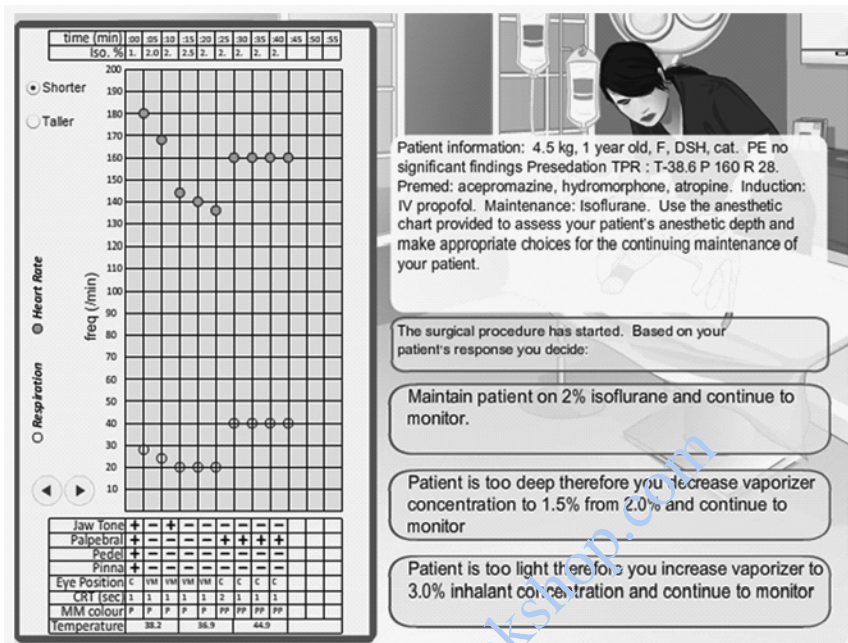 time (min) :00 :05 :10 :15 :20 :25 :30 :35 :40 :45 :50 :55
Iso. % 1. 2.0 2. 2.5 2. 2. 2. 2. 2.
Shorter
Taller
200
190
180
170
160
150
140
130
120
110
100
90
80
70
60
50
40
30
20
10
freq (/min)
Heart Rate
Respiration
Jaw Tone + – + – – – – – –
Palpebral + – – – – + + + +
Pedel + – – – – – – – –
Pinna + – – – – – – – –
Eye Position C VM VM VM VM C C C C
CRT (sec) 1 1 1 1 1 2 1 1 1
MM colour P P P P P PP PP PP PP
Temperature 38.2 36.9 44.9
Patient information: 4.5 kg, 1 year old, F, DSH, cat. PE no
significant findings Presedation TPR : T-38.6 P 160 R 28.
Premed: acepromazine, hydromorphone, atropine. Induction:
IV propofol. Maintenance: Isoflurane. Use the anesthetic
chart provided to assess your patient's anesthetic depth and
make appropriate choices for the continuing maintenance of
your patient.
The surgical procedure has started. Based on your
patient's response you decide:
Maintain patient on 2% isoflurane and continue to
monitor.
Patient is too deep therefore you decrease vaporizer
concentration to 1.5% from 2.0% and continue to
monitor
Patient is too light therefore you increase vaporizer to
3.0% inhalant concentration and continue to monitor